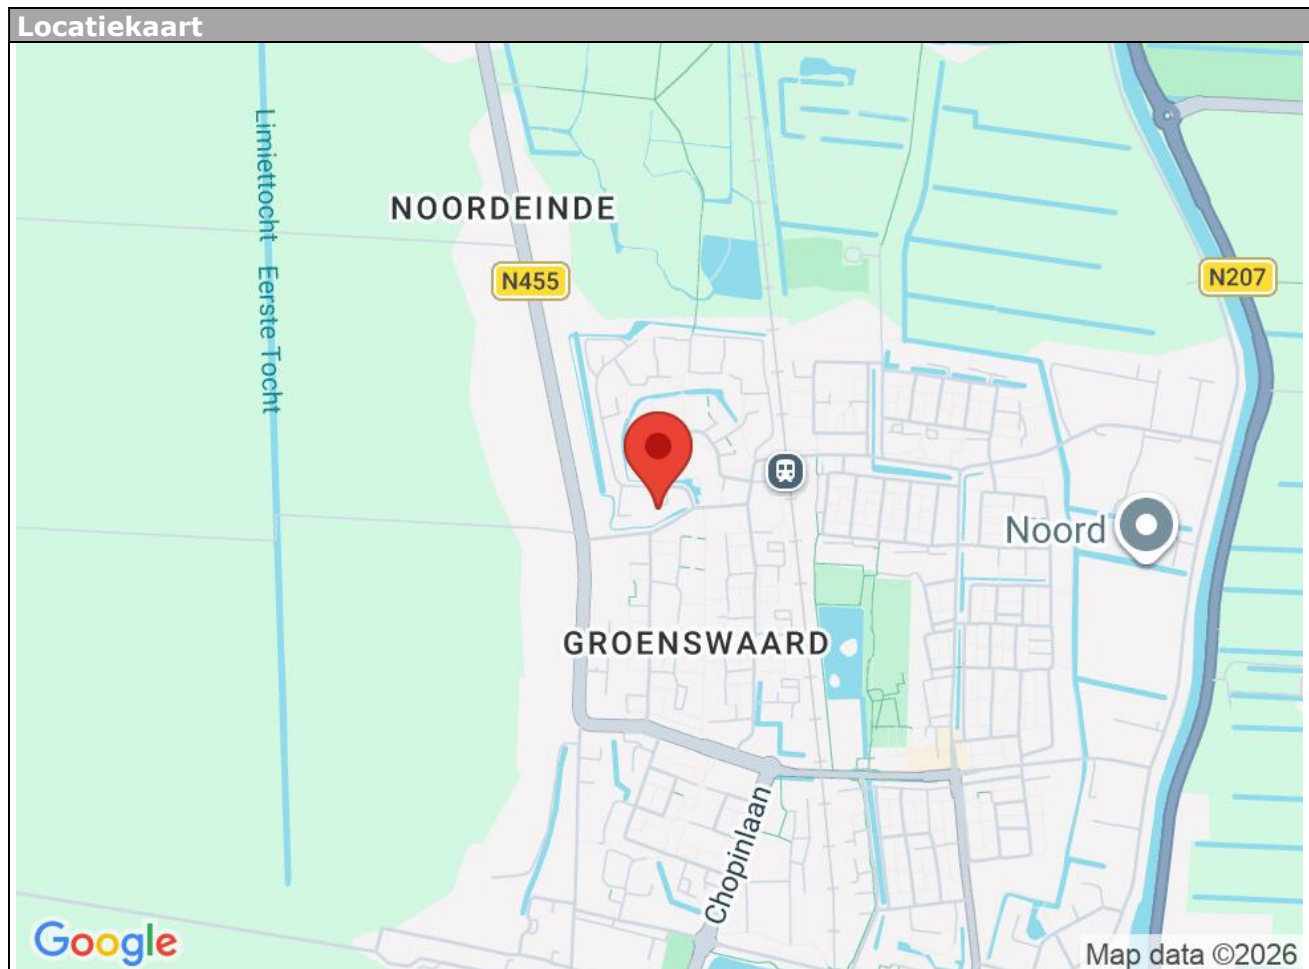 Locatiekaart
Limiettocht
Eerste Tocht
NOORDEINDE
N455
N207
Noord
GROENSWAARD
Chopinlaan
Google
Map data ©2026